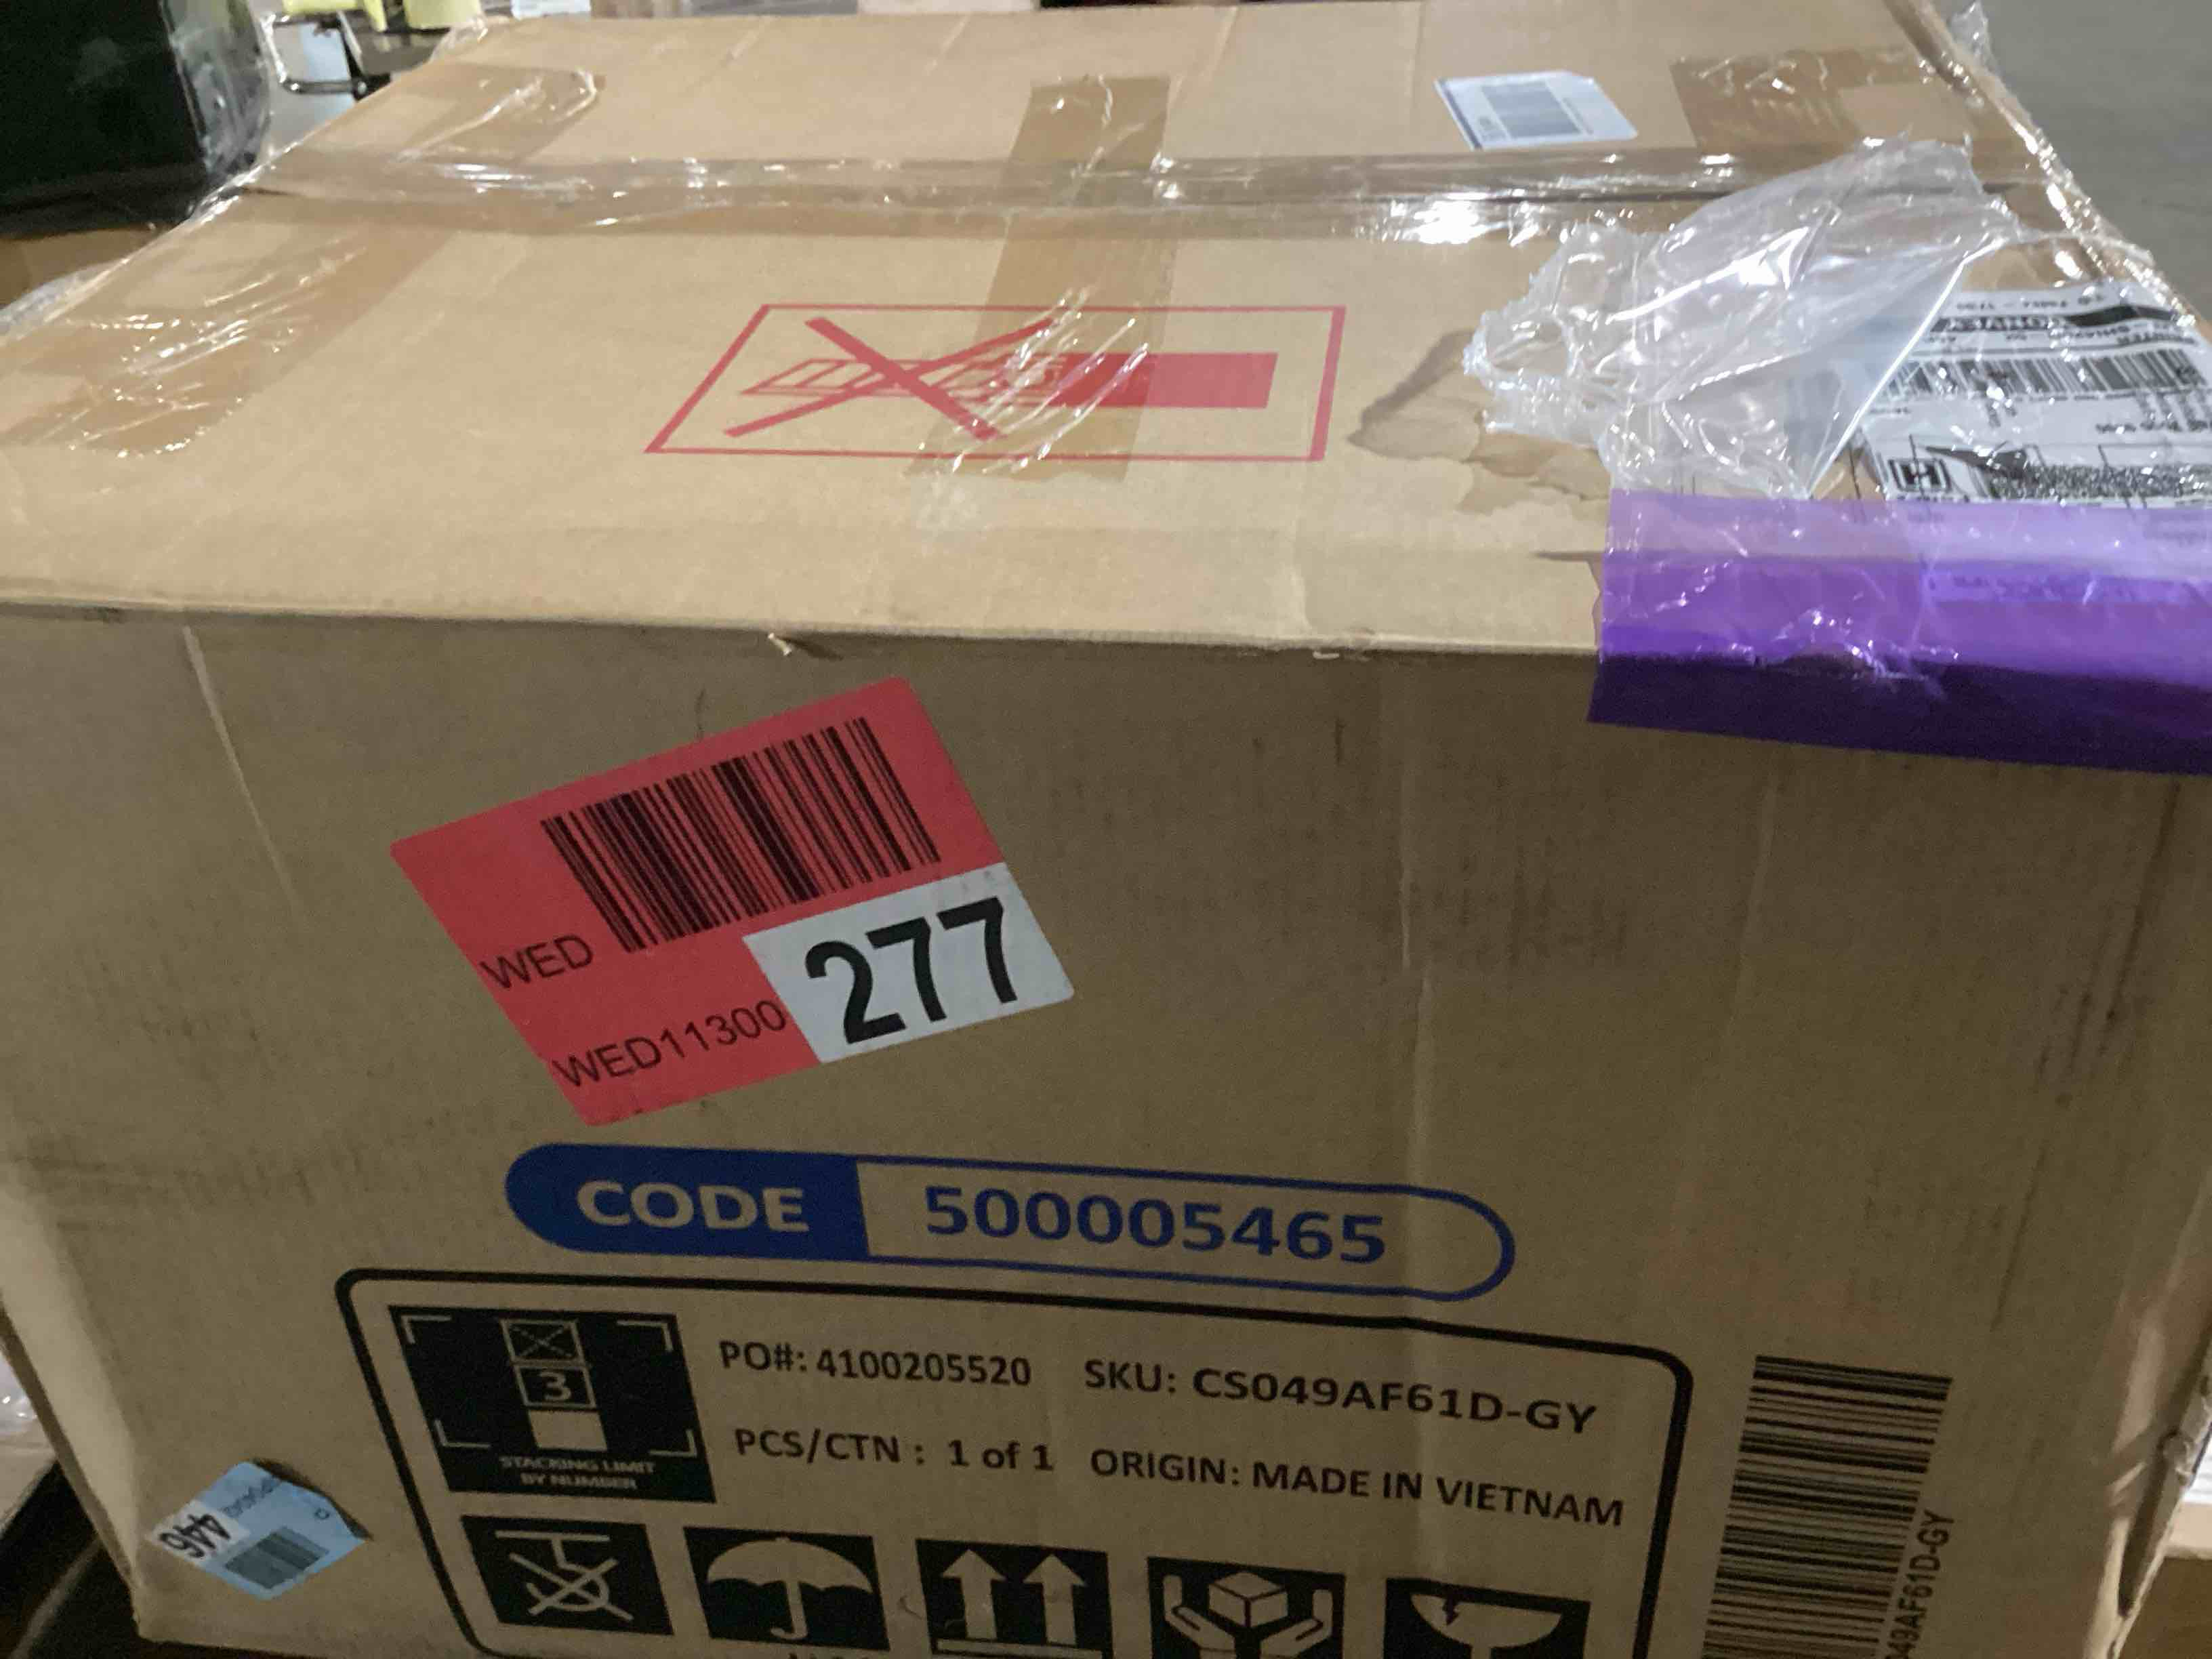 H
WED
277
WED11300
CODE 500005465
3
STACKING LIMIT
BY NUMBER
PO#: 4100205520 SKU: CS049AF61D-GY
PCS/CTN : 1 of 1 ORIGIN: MADE IN VIETNAM
446
49AF61D-GY